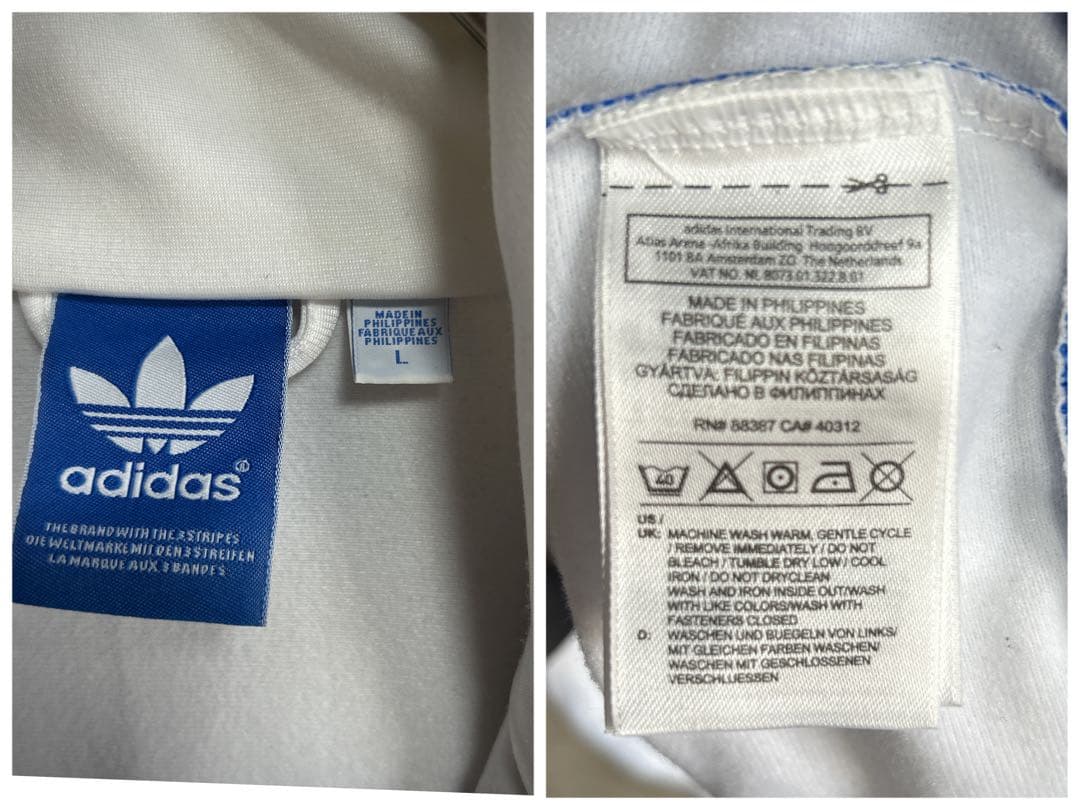 adidas
THE BRAND WITH THE 3 STRIPES
DIE WELTMARKE MIT DEN 3 STREIFEN
LA MARQUE AUX 3 BANDES
MADE IN
PHILIPPINES
FABRIQUE AUX
PHILIPPINES
L
adidas International Trading BV
Atlas Arena -Afrika Building Hoogoorddreef 9a
1101 BA Amsterdam ZO The Netherlands
VAT NO. NL 8073.01.322.B.01
MADE IN PHILIPPINES
FABRIQUÉ AUX PHILIPPINES
FABRICADO EN FILIPINAS
FABRICADO NAS FILIPINAS
GYÁRTVA. FILIPPIN KÖZTÁRSASÁG
СДЕЛАНО В ФИЛИППИНАХ
RN# 88387 CA# 40312
40
US /
UK: MACHINE WASH WARM, GENTLE CYCLE
/ REMOVE IMMEDIATELY / DO NOT
BLEACH / TUMBLE DRY LOW / COOL
IRON / DO NOT DRYCLEAN
WASH AND IRON INSIDE OUT/WASH
WITH LIKE COLORS/WASH WITH
FASTENERS CLOSED
D: WASCHEN UND BUEGELN VON LINKS/
MIT GLEICHEN FARBEN WASCHEN/
WASCHEN MIT GESCHLOSSENEN
VERSCHLUESSEN